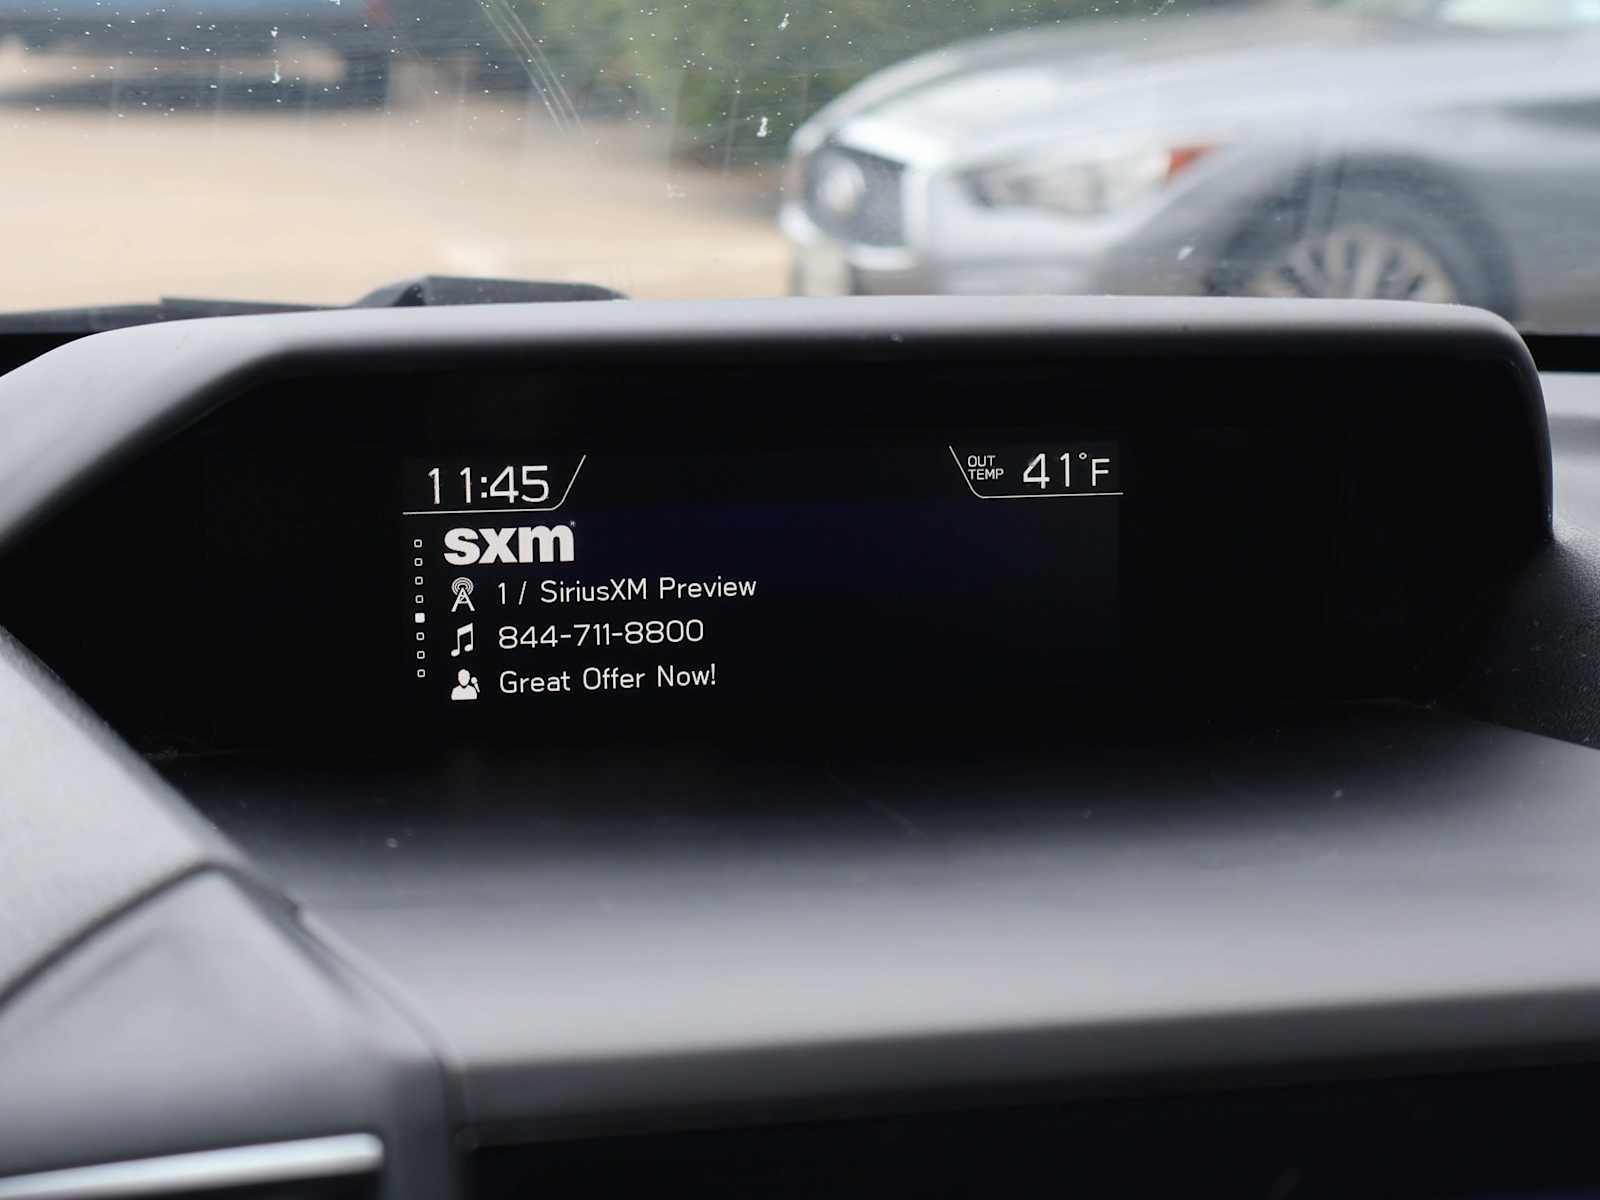 11:45
OUT TEMP 41°F
sxm
1 / SiriusXM Preview
844-711-8800
Great Offer Now!